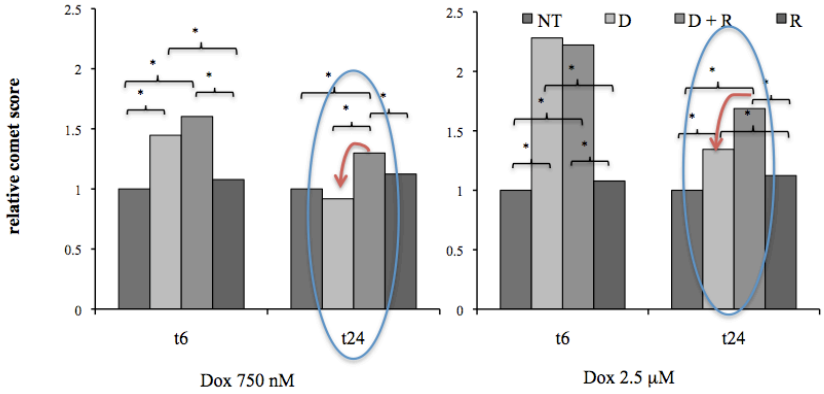 relative comet score
2.5
2
1.5
1
0.5
0
* * * *
* * *
t6 t24
Dox 750 nM
2.5
2
1.5
1
0.5
0
NT D D + R R
* * * *
* * * * *
t6 t24
Dox 2.5 µM